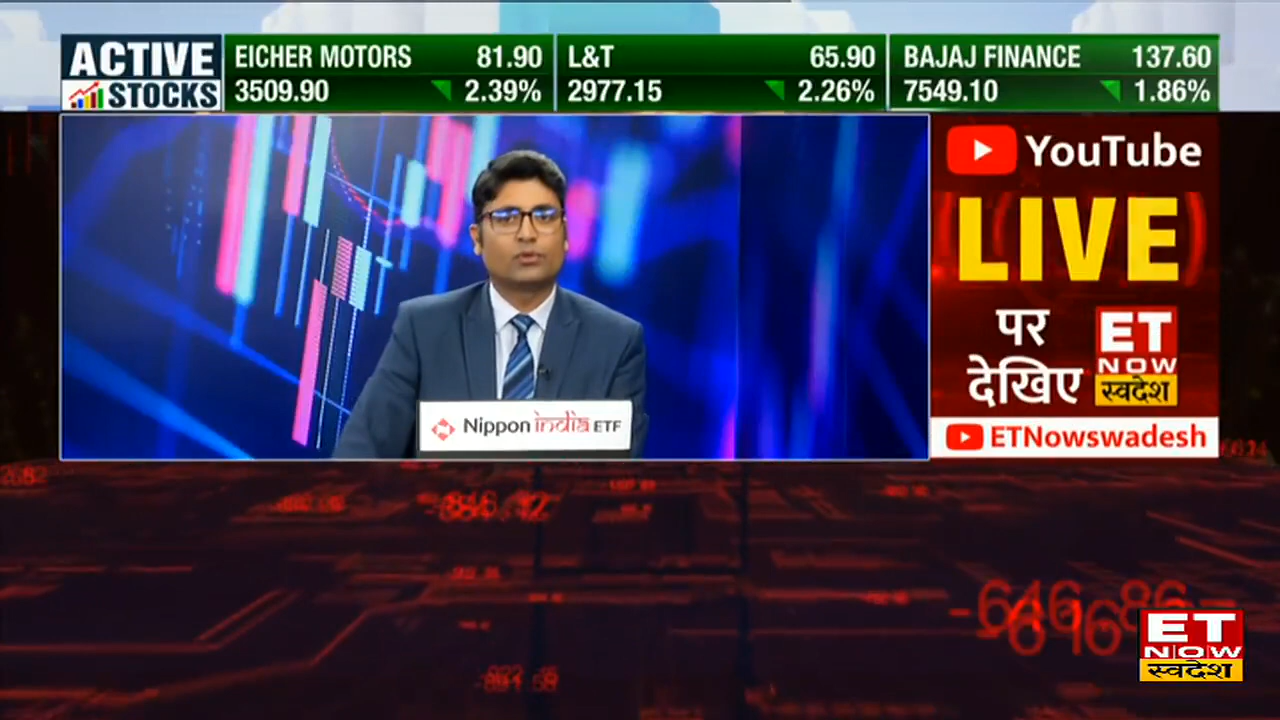 ACTIVE STOCKS
EICHER MOTORS 81.90
3509.90 2.39%
L&T 65.90
2977.15 2.26%
BAJAJ FINANCE 137.60
7549.10 1.86%
YouTube
LIVE
पर
देखिए
ET
NOW
स्वदेश
ETNowswadesh
Nippon india ETF
ET
NOW
स्वदेश